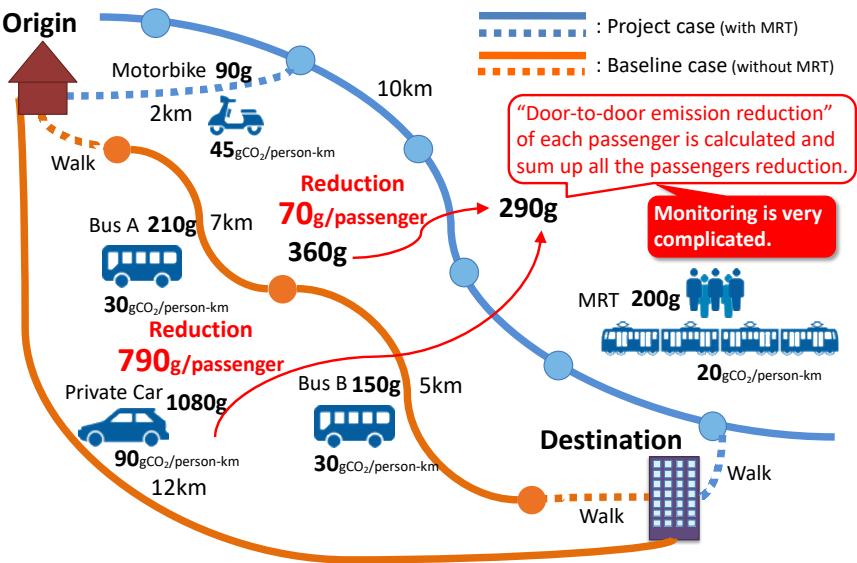 Origin
: Project case (with MRT)
: Baseline case (without MRT)
Motorbike 90g
2km
45gCO₂/person-km
10km
"Door-to-door emission reduction"
of each passenger is calculated and
sum up all the passengers reduction.
Monitoring is very
complicated.
Walk
Reduction
70g/passenger
360g
290g
Bus A 210g
7km
30gCO₂/person-km
MRT 200g
20gCO₂/person-km
Reduction
790g/passenger
Private Car 1080g
90gCO₂/person-km
12km
Bus B 150g
5km
30gCO₂/person-km
Destination
Walk
Walk